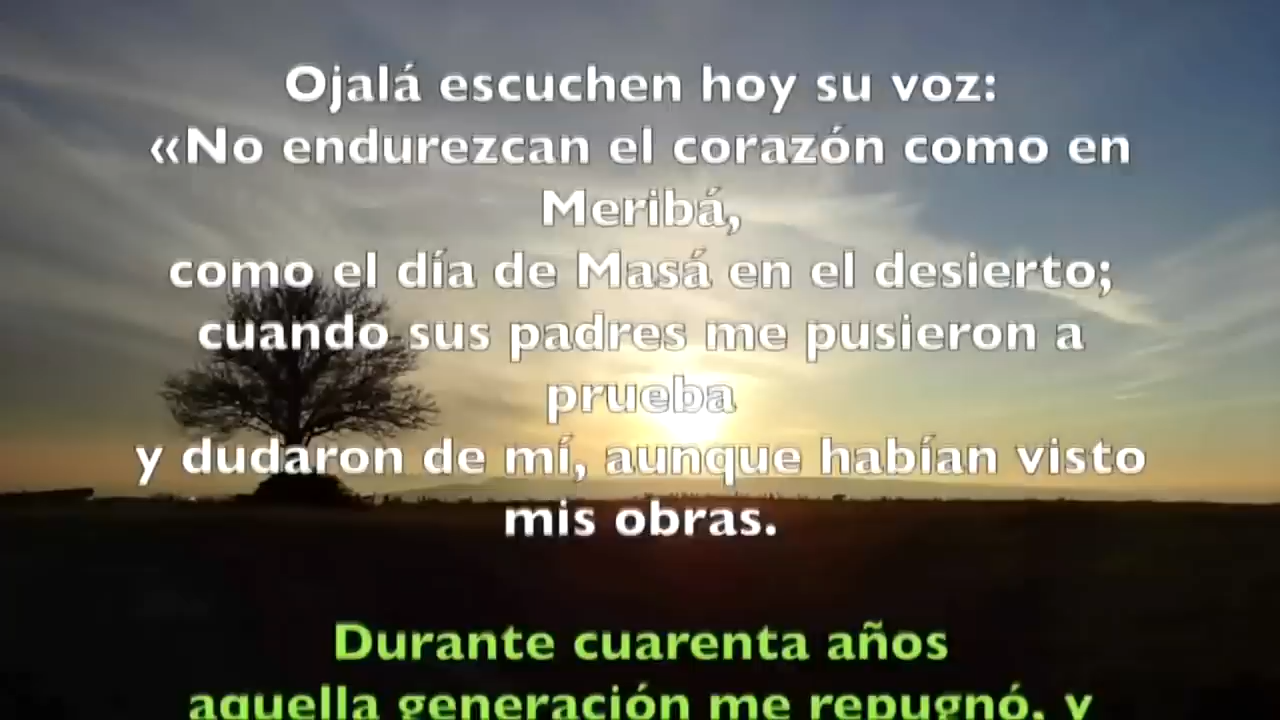 Ojalá escuchen hoy su voz:
«No endurezcan el corazón como en
Meribá,
como el día de Masá en el desierto;
cuando sus padres me pusieron a
prueba
y dudaron de mí, aunque habían visto
mis obras.
Durante cuarenta años
aquella generación me repugnó, y